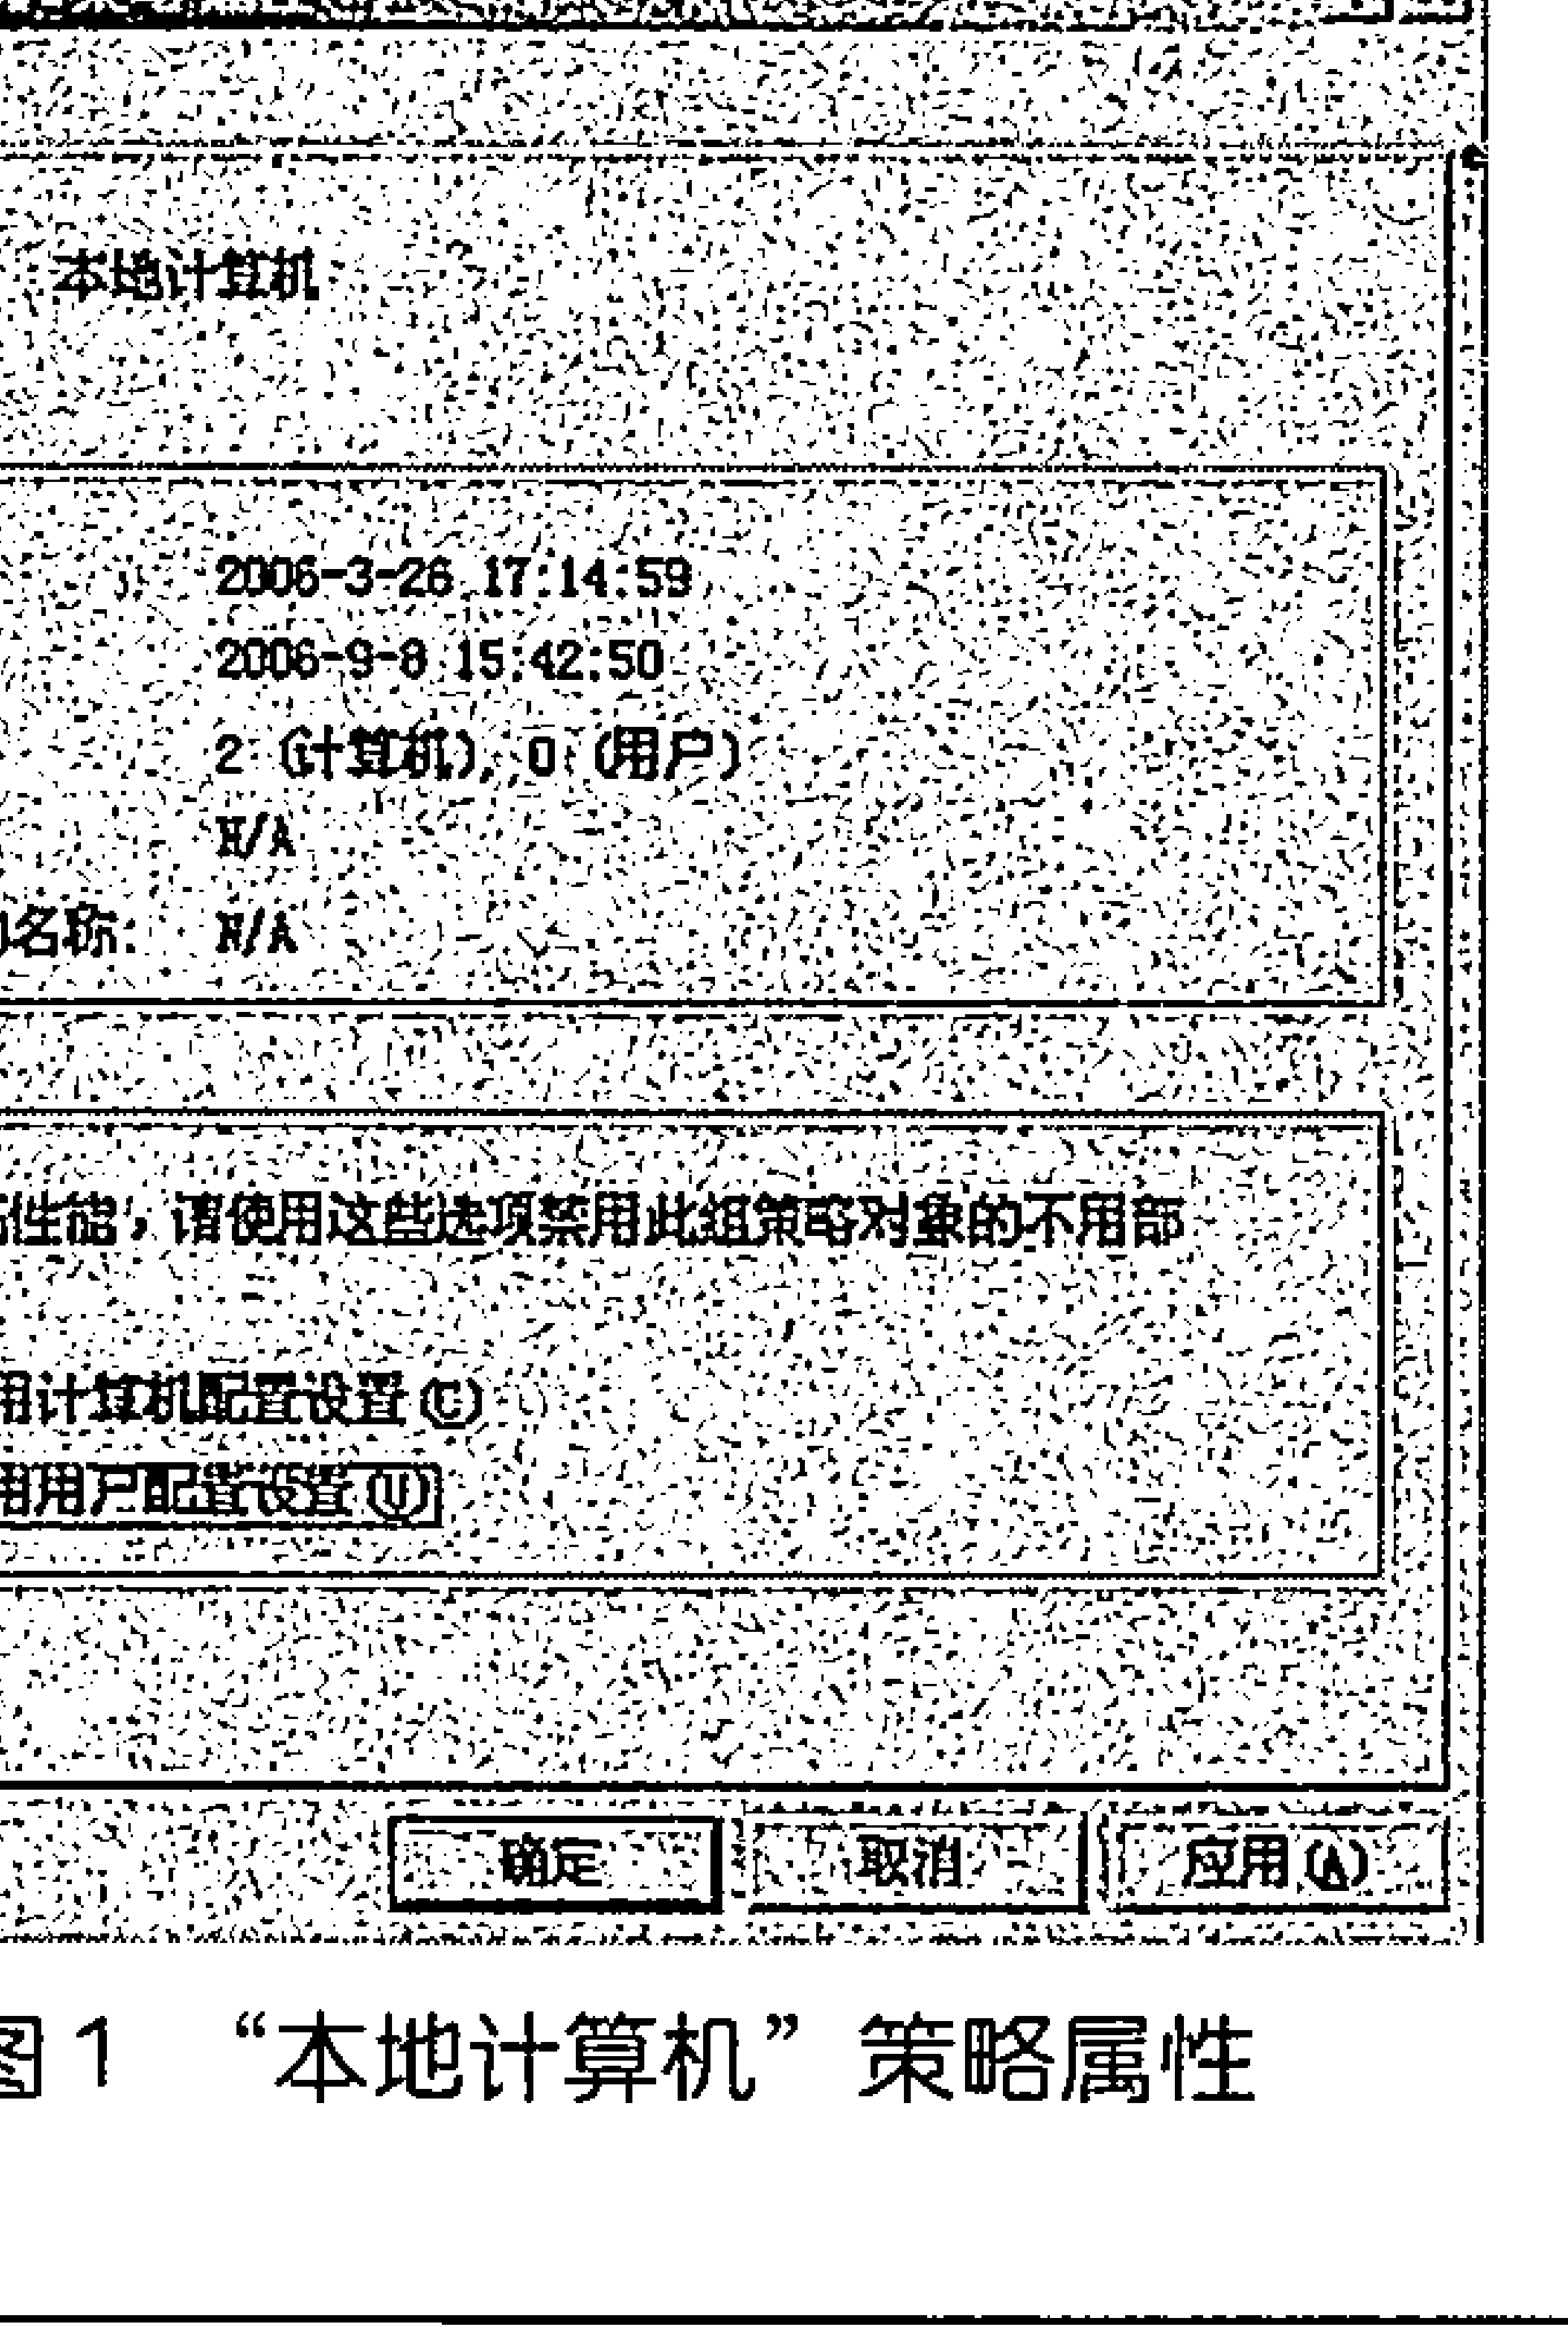 本地计算机
2006-3-26 17:14:59
2006-9-8 15:42:50
2 (计算机), 0 (用户)
N/A
名称: N/A
性能，请使用这些选项禁用此组策略对象的不用部
用计算机配置设置(C)
用用户配置设置(U)
确定 取消 应用(A)
图1 “本地计算机”策略属性